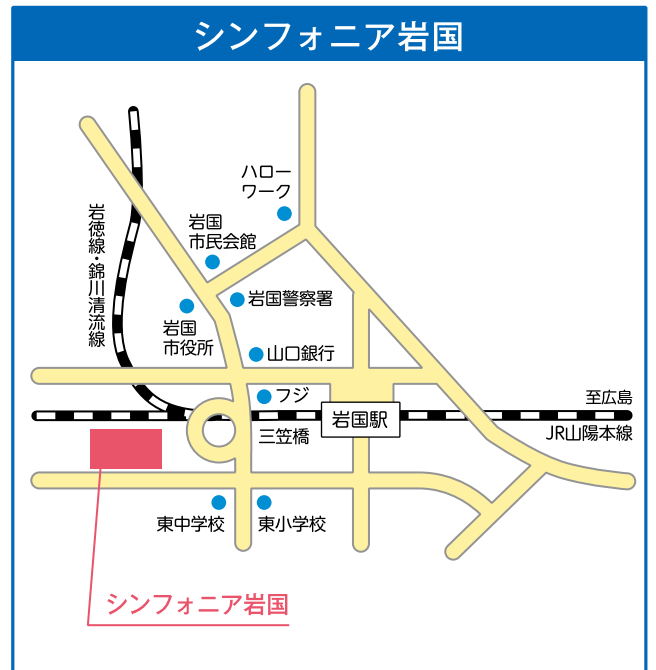 シンフォニア岩国
ハロー
ワーク
岩国
市民会館
岩徳線・錦川清流線
岩国警察署
岩国
市役所
山口銀行
フジ
至広島
岩国駅
三笠橋
JR山陽本線
東中学校
東小学校
シンフォニア岩国